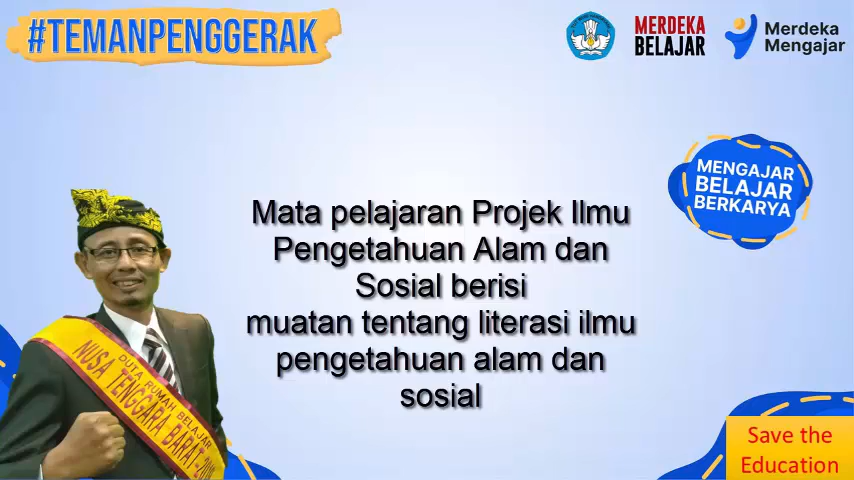 #TEMANPENGGERAK
MERDEKA
BELAJAR
Merdeka
Mengajar
MENGAJAR
BELAJAR
BERKARYA
Mata pelajaran Projek Ilmu
Pengetahuan Alam dan
Sosial berisi
muatan tentang literasi ilmu
pengetahuan alam dan
sosial
DUTA RUMAH BELAJAR
NUSA TENGGARA BARAT
Save the
Education